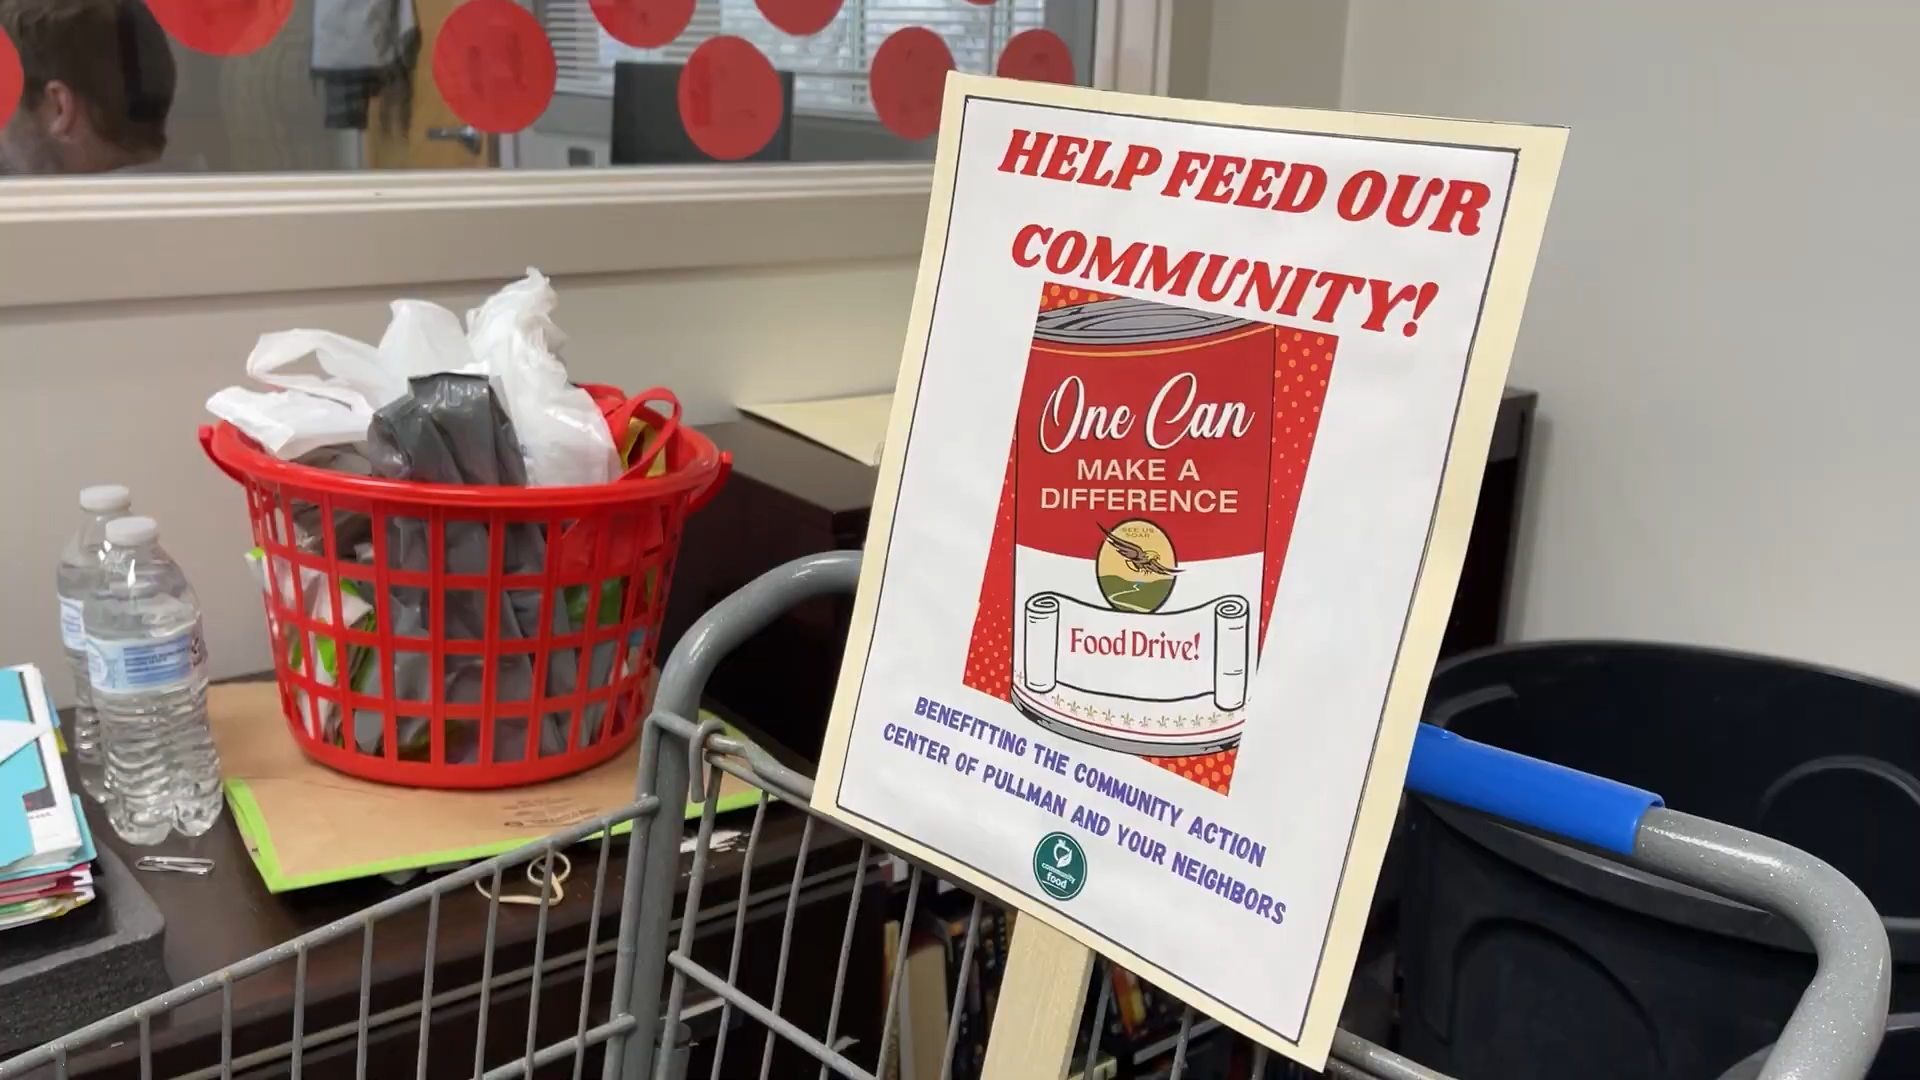 HELP FEED OUR
COMMUNITY!
One Can
MAKE A
DIFFERENCE
SEE US
SOAR
Food Drive!
BENEFITTING THE COMMUNITY ACTION
CENTER OF PULLMAN AND YOUR NEIGHBORS
community
food